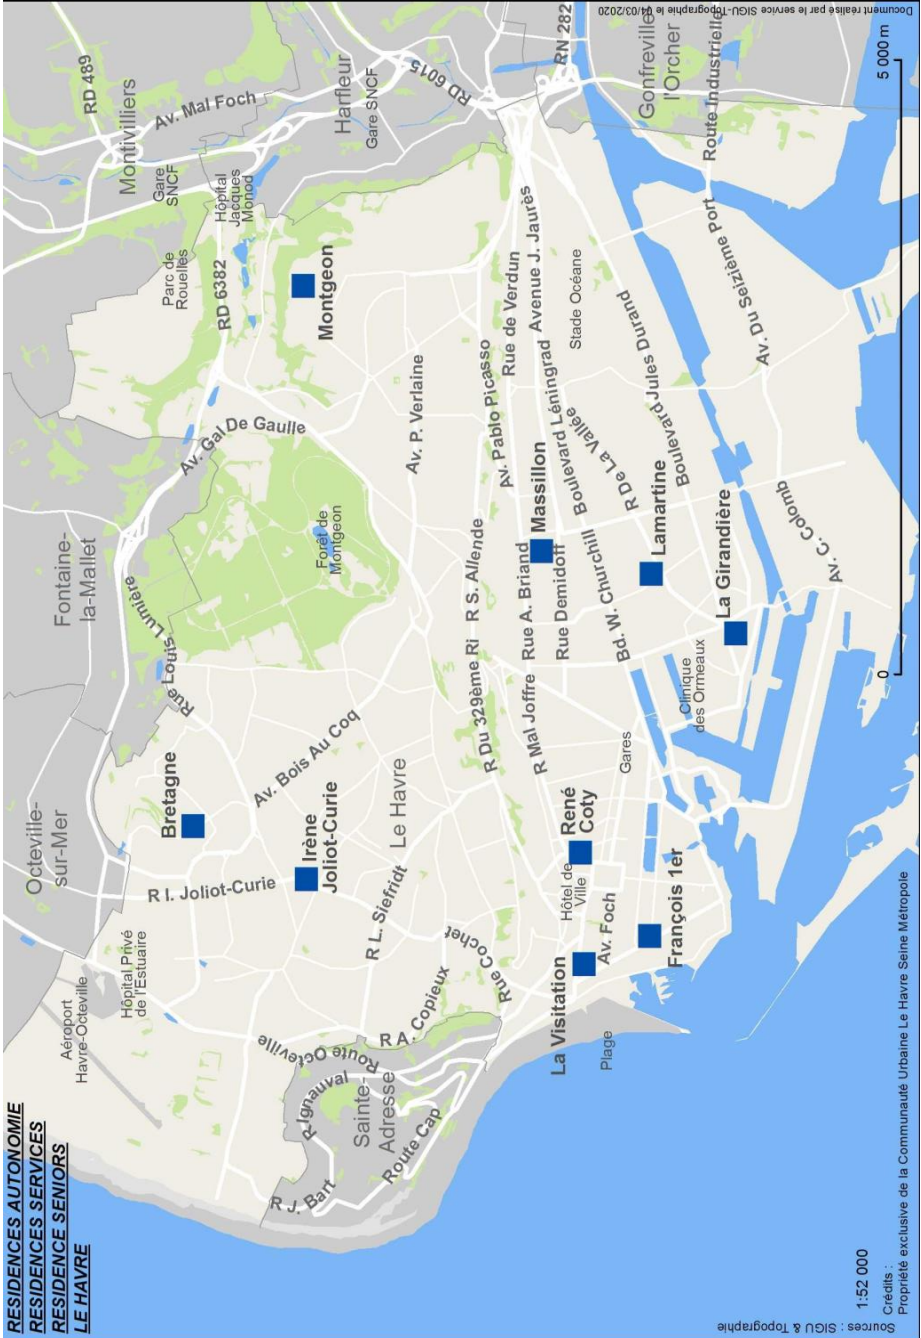 RESIDENCES AUTONOMIE
RESIDENCES SERVICES
RESIDENCE SENIORS
LE HAVRE
Octeville-
sur-Mer
Fontaine-
la-Mallet
Montivilliers
RD 489
Av. Mal Foch
Gare
SNCF
Parc de
Rouelles
Hôpital
Jacques
Monod
RD 6382
Harfleur
Gare SNCF
RD 6015
RN 282
Gonfreville
l'Orcher
Route Industrielle
Aéroport
Havre-Octeville
Hôpital Privé
de l'Estuaire
R I. Joliot-Curie
Bretagne
Rue Louis Lumière
Av. Gal De Gaulle
Montgeon
Forêt de
Montgeon
Av. Bois Au Coq
Irène
Joliot-Curie
Av. P. Verlaine
Le Havre
R L. Siefridt
Route Octeville
R Ignauval
Sainte-
Adresse
R J. Bart
Route Cap
R A. Copieux
Rue Cochet
R Du 329ème Ri
R S. Allende
Av. Pablo Picasso
Rue de Verdun
Avenue J. Jaurès
Massillon
Rue A. Briand
R Mal Joffre
Rue Demidoff
Boulevard Léningrad
Stade Océane
R De La Vallée
Bd. W. Churchill
Boulevard Jules Durand
Lamartine
La Visitation
Plage
Av. Foch
Hôtel de
Ville
René
Coty
Gares
François 1er
Clinique
des Ormeaux
La Girandière
Av. C. Colomb
Av. Du Seizième Port
0
5 000 m
1:52 000
Crédits :
Propriété exclusive de la Communauté Urbaine Le Havre Seine Métropole
Sources : SIGU & Topographie
Document réalisé par le service SIGU-Topographie le 04/03/2020